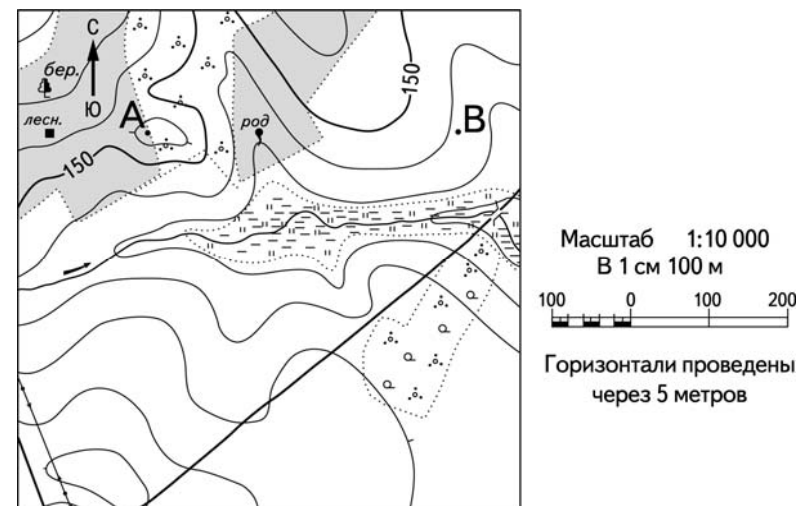 С
бер.
Ю
лесн.
А
род
150
В
150
Масштаб 1:10 000
В 1 см 100 м
100 0 100 200
Горизонтали проведены
через 5 метров